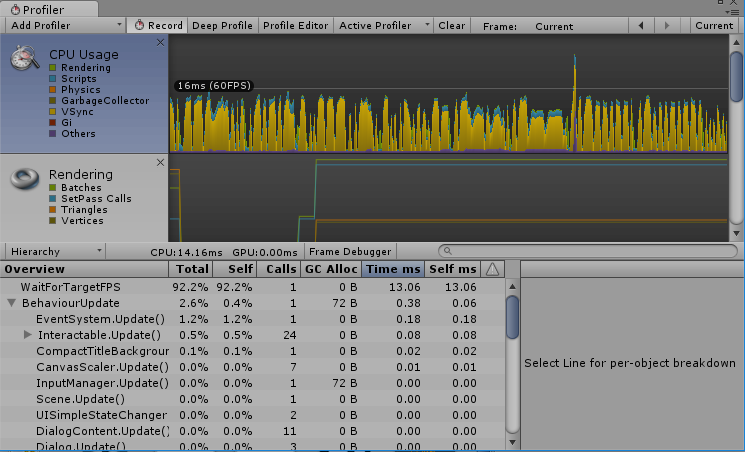 Profiler
Add Profiler Record Deep Profile Profile Editor Active Profiler Clear Frame: Current Current
CPU Usage
Rendering
Scripts
Physics
GarbageCollector
VSync
Gi
Others
16ms (60FPS)
Rendering
Batches
SetPass Calls
Triangles
Vertices
Hierarchy CPU:14.16ms GPU:0.00ms Frame Debugger
Overview Total Self Calls GC Alloc Time ms Self ms
WaitForTargetFPS 92.2% 92.2% 1 0 B 13.06 13.06
BehaviourUpdate 2.6% 0.4% 1 72 B 0.38 0.06
EventSystem.Update() 1.2% 1.2% 1 0 B 0.18 0.18
Interactable.Update() 0.5% 0.5% 24 0 B 0.08 0.08
CompactTitleBackgrour 0.1% 0.1% 1 0 B 0.02 0.02
CanvasScaler.Update() 0.0% 0.0% 7 0 B 0.01 0.01
InputManager.Update() 0.0% 0.0% 1 72 B 0.00 0.00
Scene.Update() 0.0% 0.0% 1 0 B 0.00 0.00
UISimpleStateChanger 0.0% 0.0% 2 0 B 0.00 0.00
DialogContent.Update() 0.0% 0.0% 11 0 B 0.00 0.00
Dialog.Update() 0.0% 0.0% 3 0 B 0.00 0.00
Select Line for per-object breakdown